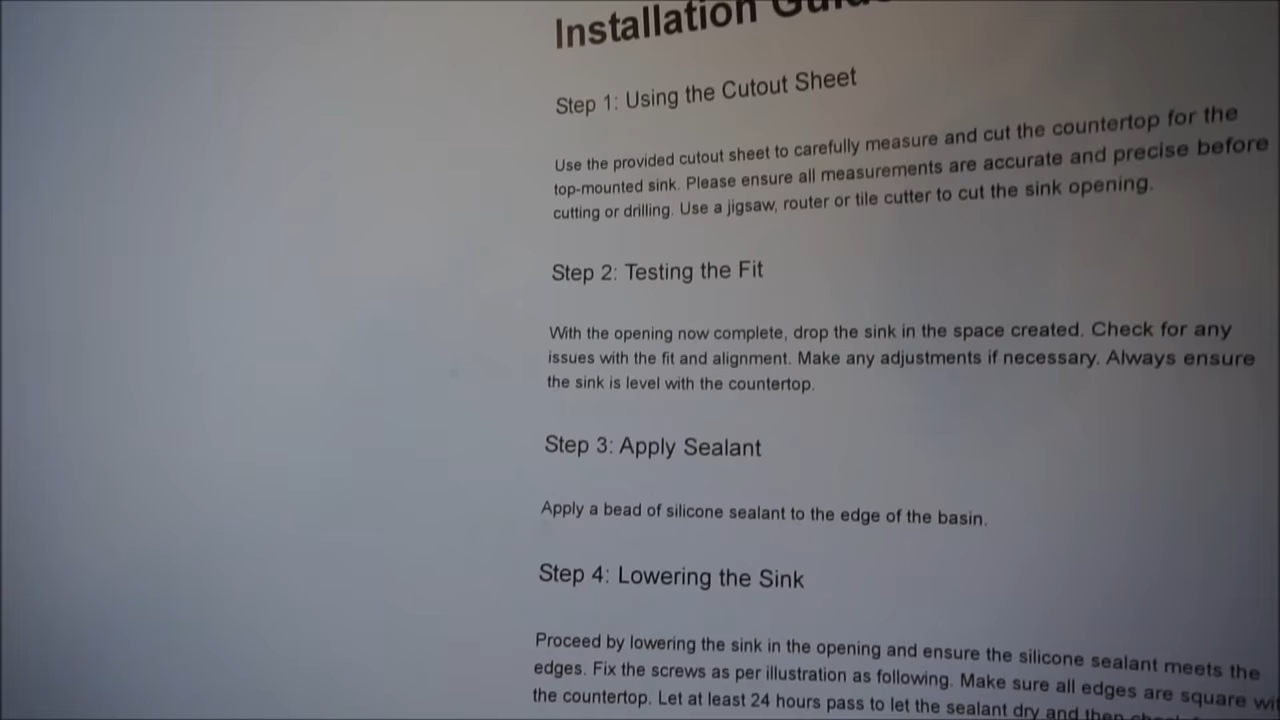 Installation Guide
Step 1: Using the Cutout Sheet
Use the provided cutout sheet to carefully measure and cut the countertop for the
top-mounted sink. Please ensure all measurements are accurate and precise before
cutting or drilling. Use a jigsaw, router or tile cutter to cut the sink opening.
Step 2: Testing the Fit
With the opening now complete, drop the sink in the space created. Check for any
issues with the fit and alignment. Make any adjustments if necessary. Always ensure
the sink is level with the countertop.
Step 3: Apply Sealant
Apply a bead of silicone sealant to the edge of the basin.
Step 4: Lowering the Sink
Proceed by lowering the sink in the opening and ensure the silicone sealant meets the
edges. Fix the screws as per illustration as following. Make sure all edges are square
the countertop. Let at least 24 hours pass to let the sealant dry and then